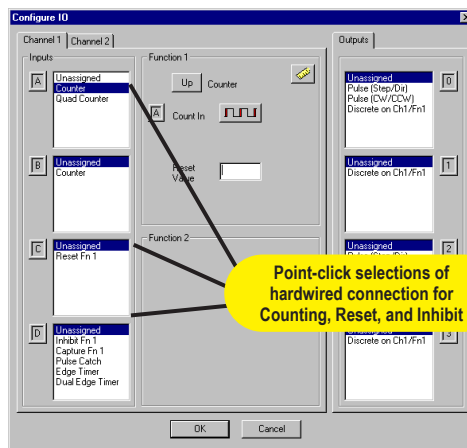 Configure IO
Channel 1
Channel 2
Inputs
A
Unassigned
Counter
Quad Counter
B
Unassigned
Counter
C
Unassigned
Reset Fn 1
D
Unassigned
Inhibit Fn 1
Capture Fn 1
Pulse Catch
Edge Timer
Dual Edge Timer
Function 1
Up
Counter
A
Count In
Reset
Value
Function 2
Outputs
Unassigned
Pulse (Step/Dir)
Pulse (CW/CCW)
Discrete on Ch1/Fn1
0
Unassigned
Discrete on Ch1/Fn1
1
Unassigned
2
Discrete on Ch1/Fn1
3
Point-click selections of
hardwired connection for
Counting, Reset, and Inhibit
OK
Cancel